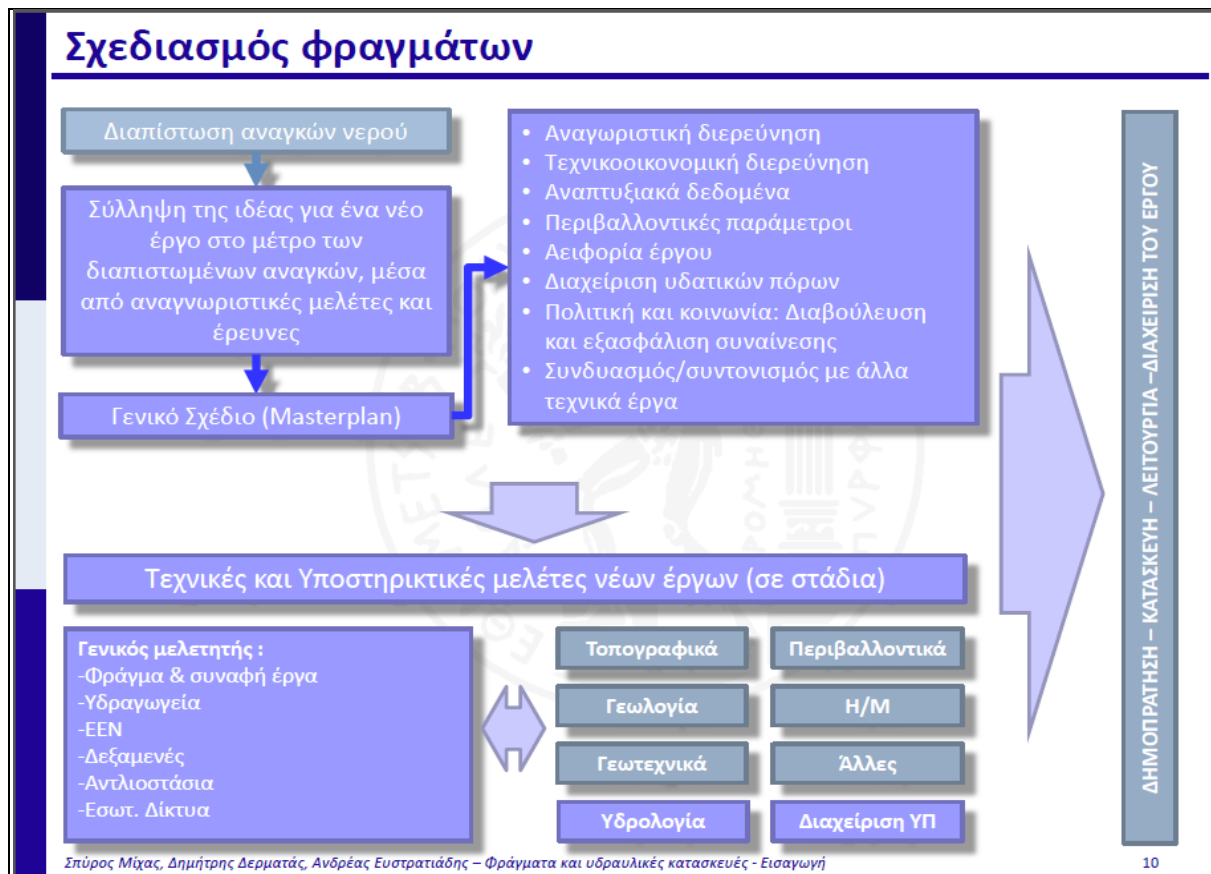 Σχεδιασμός φραγμάτων
Διαπίστωση αναγκών νερού
Σύλληψη της ιδέας για ένα νέο
έργο στο μέτρο των
διαπιστωμένων αναγκών, μέσα
από αναγνωριστικές μελέτες και
έρευνες
Γενικό Σχέδιο (Masterplan)
• Αναγωριστική διερεύνηση
• Τεχνικοοικονομική διερεύνηση
• Αναπτυξιακά δεδομένα
• Περιβαλλοντικές παράμετροι
• Αειφορία έργου
• Διαχείριση υδατικών πόρων
• Πολιτική και κοινωνία: Διαβούλευση
και εξασφάλιση συναίνεσης
• Συνδυασμός/συντονισμός με άλλα
τεχνικά έργα
Τεχνικές και Υποστηρικτικές μελέτες νέων έργων (σε στάδια)
Γενικός μελετητής :
-Φράγμα & συναφή έργα
-Υδραγωγεία
-ΕΕΝ
-Δεξαμενές
-Αντλιοστάσια
-Εσωτ. Δίκτυα
Τοπογραφικά
Περιβαλλοντικά
Γεωλογία
Η/Μ
Γεωτεχνικά
Άλλες
Υδρολογία
Διαχείριση ΥΠ
ΔΗΜΟΠΡΑΤΗΣΗ – ΚΑΤΑΣΚΕΥΗ – ΛΕΙΤΟΥΡΓΙΑ –ΔΙΑΧΕΙΡΙΣΗ ΤΟΥ ΕΡΓΟΥ
Σπύρος Μίχας, Δημήτρης Δερματάς, Ανδρέας Ευστρατιάδης – Φράγματα και υδραυλικές κατασκευές - Εισαγωγή
10